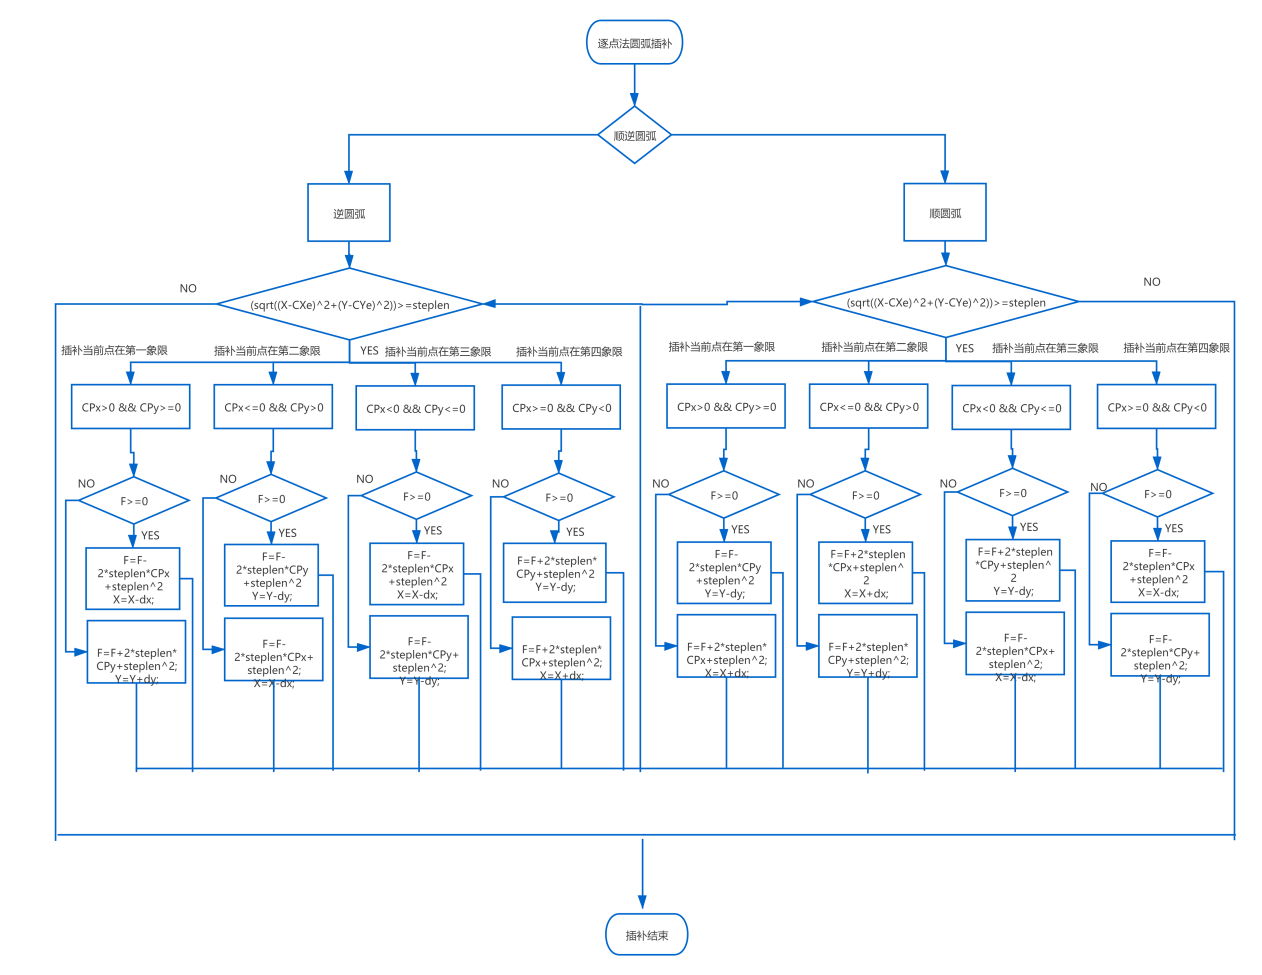 逐点法圆弧插补
顺逆圆弧
逆圆弧
顺圆弧
NO
(sqrt((X-CXe)^2+(Y-CYe)^2))>=steplen
(sqrt((X-CXe)^2+(Y-CYe)^2))>=steplen
NO
插补当前点在第一象限
插补当前点在第二象限
YES
插补当前点在第三象限
插补当前点在第四象限
插补当前点在第一象限
插补当前点在第二象限
YES
插补当前点在第三象限
插补当前点在第四象限
CPx>0 && CPy>=0
CPx<=0 && CPy>0
CPx<0 && CPy<=0
CPx>=0 && CPy<0
CPx>0 && CPy>=0
CPx<=0 && CPy>0
CPx<0 && CPy<=0
CPx>=0 && CPy<0
NO
F>=0
YES
NO
F>=0
YES
NO
F>=0
YES
NO
F>=0
YES
NO
F>=0
YES
NO
F>=0
YES
NO
F>=0
YES
NO
F>=0
YES
F=F-
2*steplen*CPx
+steplen^2
X=X-dx;
F=F-
2*steplen*CPy
+steplen^2
Y=Y-dy;
F=F-
2*steplen*CPx
+steplen^2
X=X-dx;
F=F+2*steplen*
CPy+steplen^2
Y=Y-dy;
F=F-
2*steplen*CPy
+steplen^2
Y=Y-dy;
F=F+2*steplen
*CPx+steplen^
2
X=X+dx;
F=F+2*steplen
*CPy+steplen^
2
Y=Y-dy;
F=F-
2*steplen*CPx
+steplen^2
X=X-dx;
F=F+2*steplen*
CPy+steplen^2;
Y=Y+dy;
F=F-
2*steplen*CPx+
steplen^2;
X=X-dx;
F=F-
2*steplen*CPy+
steplen^2;
Y=Y-dy;
F=F+2*steplen*
CPx+steplen^2;
X=X+dx;
F=F+2*steplen*
CPx+steplen^2;
X=X+dx;
F=F+2*steplen*
CPy+steplen^2;
Y=Y+dy;
F=F-
2*steplen*CPx+
steplen^2;
X=X-dx;
F=F-
2*steplen*CPy+
steplen^2;
Y=Y-dy;
插补结束